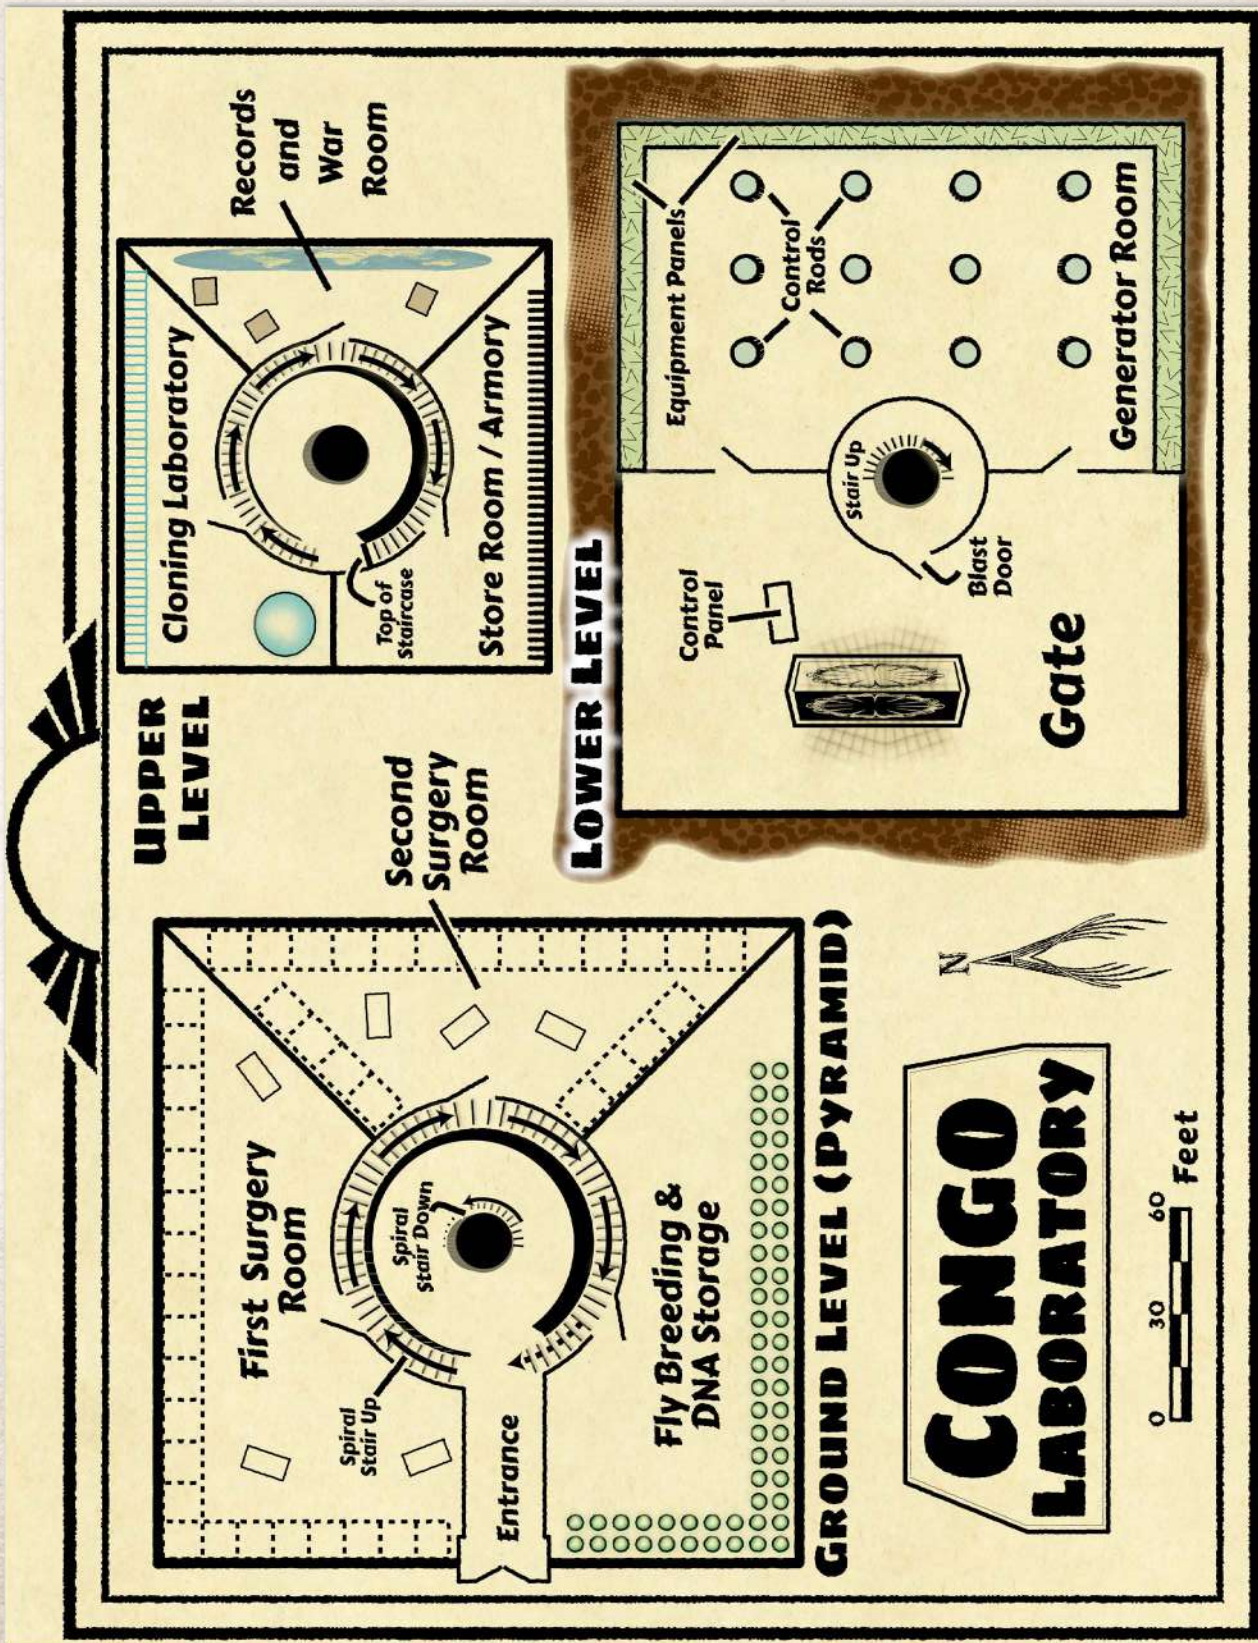 UPPER
LEVEL
Cloning Laboratory
Records
and
War
Room
Top of
Staircase
Store Room / Armory
Second
Surgery
Room
First Surgery
Room
Spiral
Stair Down
Spiral
Stair Up
Entrance
Fly Breeding &
DNA Storage
GROUND LEVEL (PYRAMID)
LOWER LEVEL
Equipment Panels
Control
Rods
Control
Panel
Stair Up
Blast
Door
Gate
Generator Room
CONGO
LABORATORY
N
0 30 60
Feet